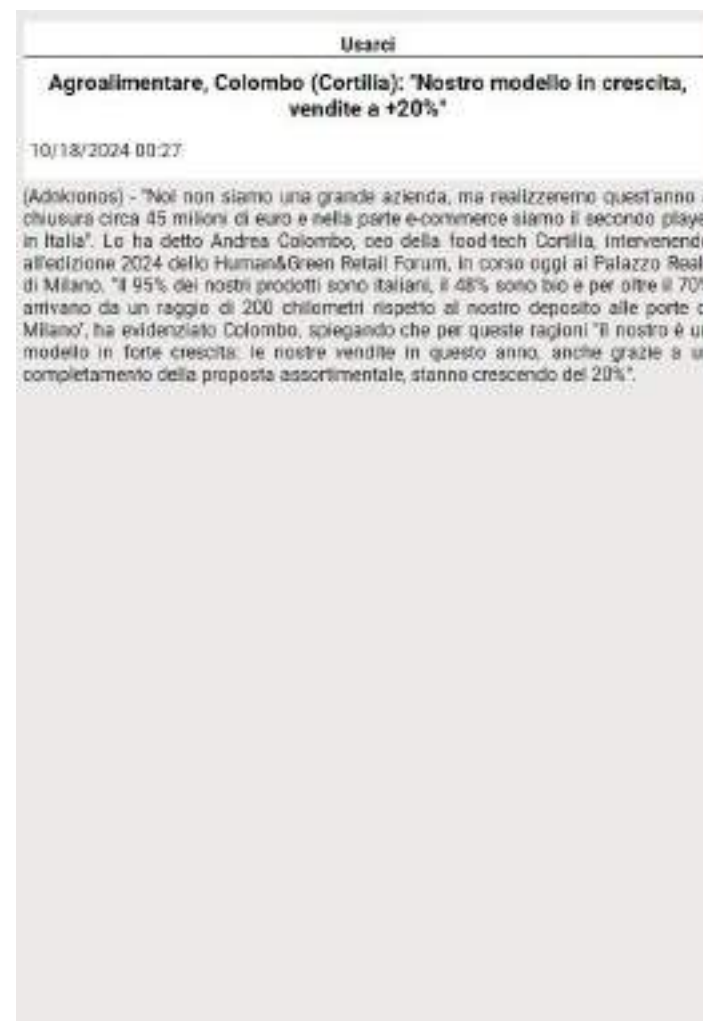 Usarci
Agroalimentare, Colombo (Cortilia): "Nostro modello in crescita,
vendite a +20%"
10/18/2024 00:27
(Adnkronos) - "Noi non siamo una grande azienda, ma realizzeremo quest'anno
chiusura circa 45 milioni di euro e nella parte e-commerce siamo il secondo playe
in Italia". Lo ha detto Andrea Colombo, ceo della food-tech Cortilia, intervenend
all'edizione 2024 dello Human&Green Retail Forum, in corso oggi al Palazzo Real
di Milano. "Il 95% dei nostri prodotti sono italiani, il 48% sono bio e per oltre il 70%
arrivano da un raggio di 200 chilometri rispetto al nostro deposito alle porte d
Milano", ha evidenziato Colombo, spiegando che per queste ragioni "il nostro è un
modello in forte crescita: le nostre vendite in questo anno, anche grazie a un
completamento della proposta assortimentale, stanno crescendo del 20%".